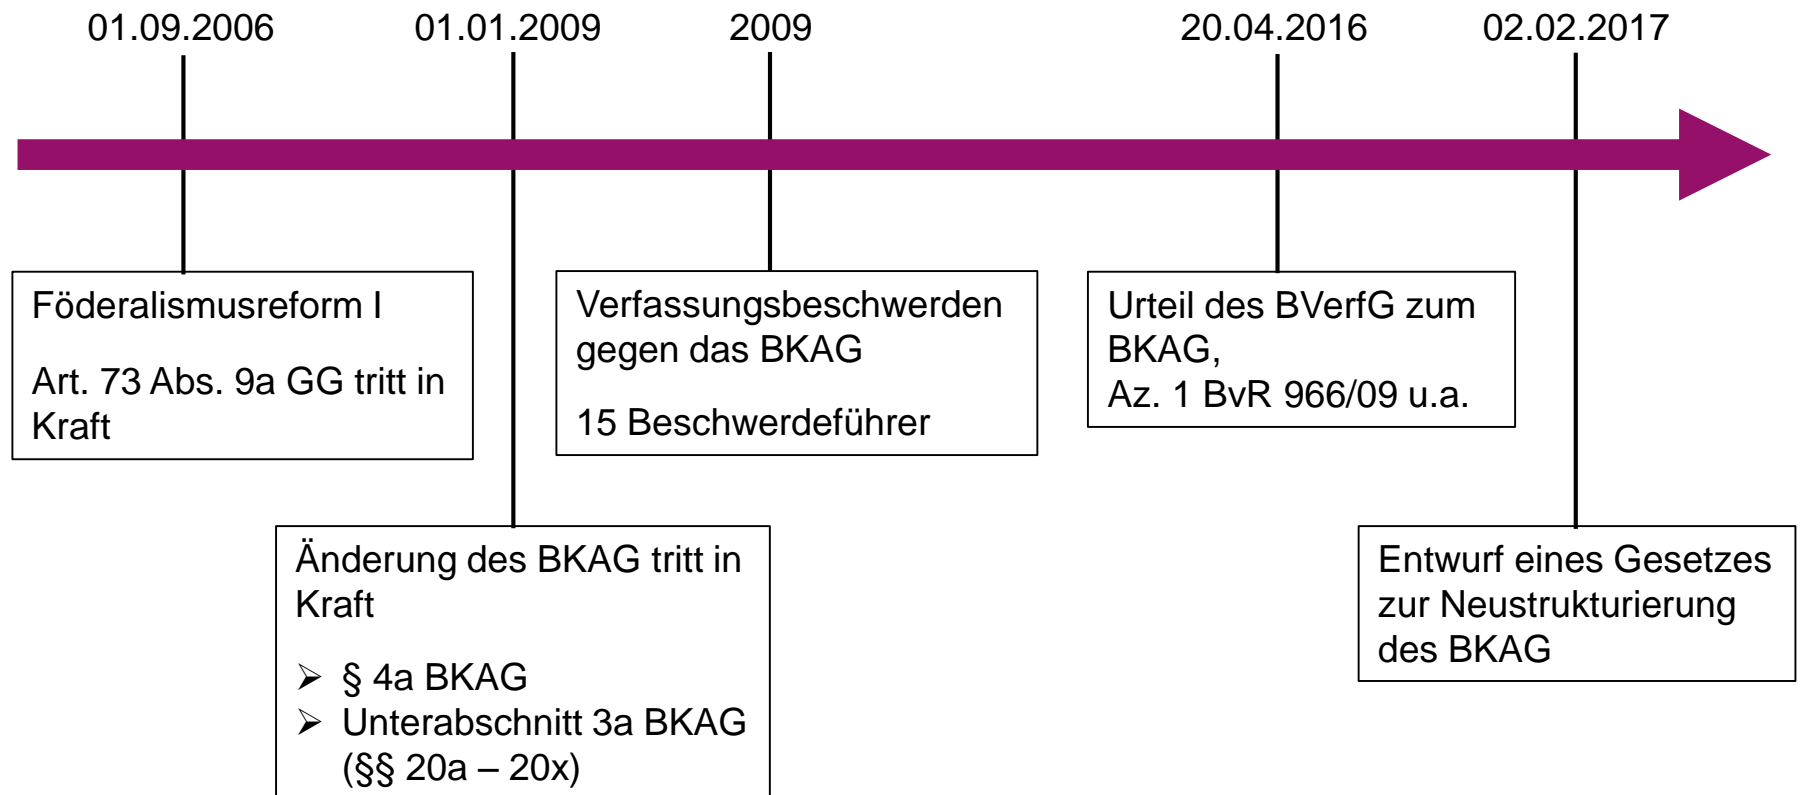 01.09.2006
01.01.2009
2009
20.04.2016
02.02.2017
Föderalismusreform I
Art. 73 Abs. 9a GG tritt in
Kraft
Änderung des BKAG tritt in
Kraft
➢ § 4a BKAG
➢ Unterabschnitt 3a BKAG
(§§ 20a – 20x)
Verfassungsbeschwerden
gegen das BKAG
15 Beschwerdeführer
Urteil des BVerfG zum
BKAG,
Az. 1 BvR 966/09 u.a.
Entwurf eines Gesetzes
zur Neustrukturierung
des BKAG